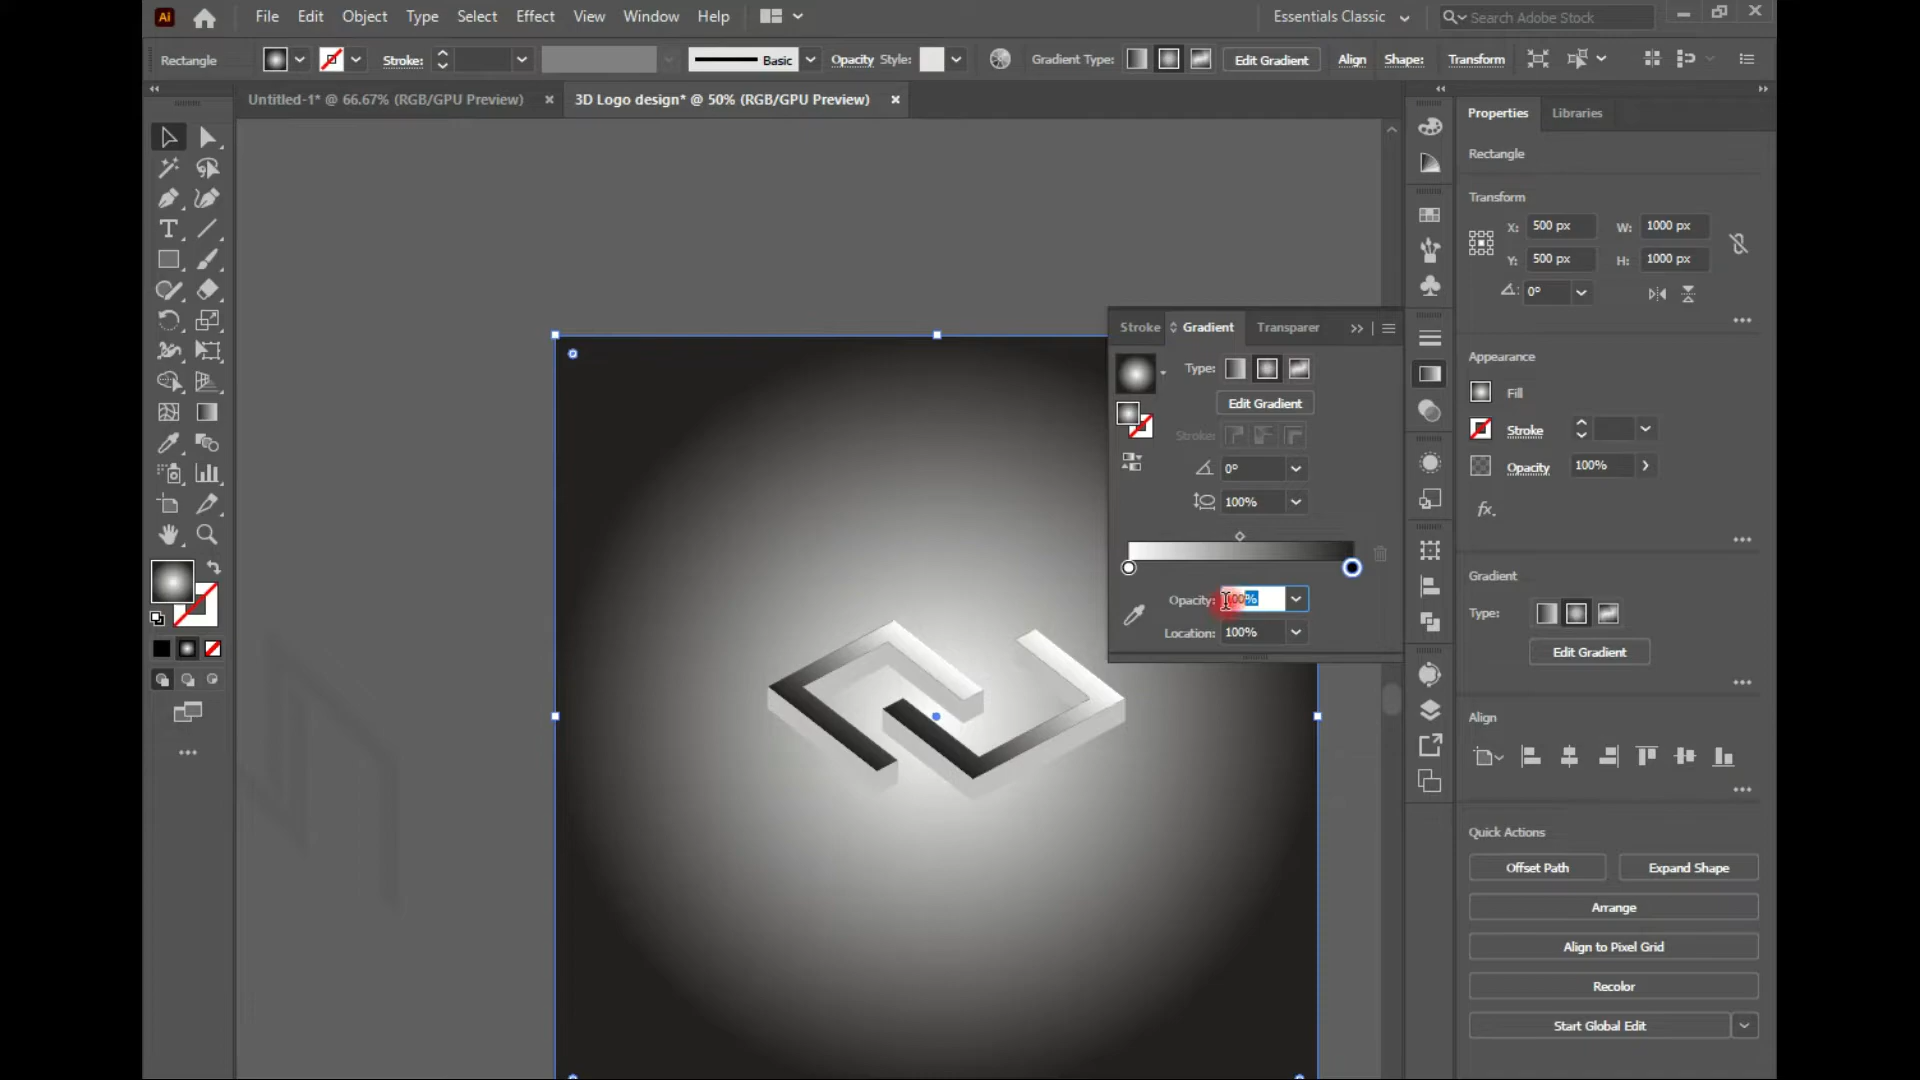 Ai File Edit Object Type Select Effect View Window Help Essentials Classic Search Adobe Stock
Rectangle Stroke: Basic Opacity Style: Gradient Type: Edit Gradient Align Shape: Transform
Untitled-1* @ 66.67% (RGB/GPU Preview) 3D Logo design* @ 50% (RGB/GPU Preview)
Properties Libraries
Rectangle
Transform
X: 500 px W: 1000 px
Y: 500 px H: 1000 px
0°
Stroke Gradient Transparer
Type:
Edit Gradient
Stroke:
0°
100%
Opacity: 100%
Location: 100%
Appearance
Fill
Stroke
Opacity 100%
fx.
Gradient
Type:
Edit Gradient
Align
Quick Actions
Offset Path Expand Shape
Arrange
Align to Pixel Grid
Recolor
Start Global Edit